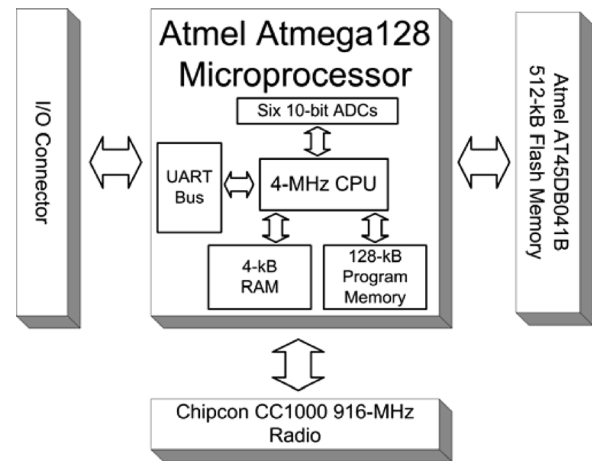 Atmel Atmega128
Microprocessor
Six 10-bit ADCs
UART
Bus
4-MHz CPU
4-kB
RAM
128-kB
Program
Memory
I/O Connector
Atmel AT45DB041B
512-kB Flash Memory
Chipcon CC1000 916-MHz
Radio